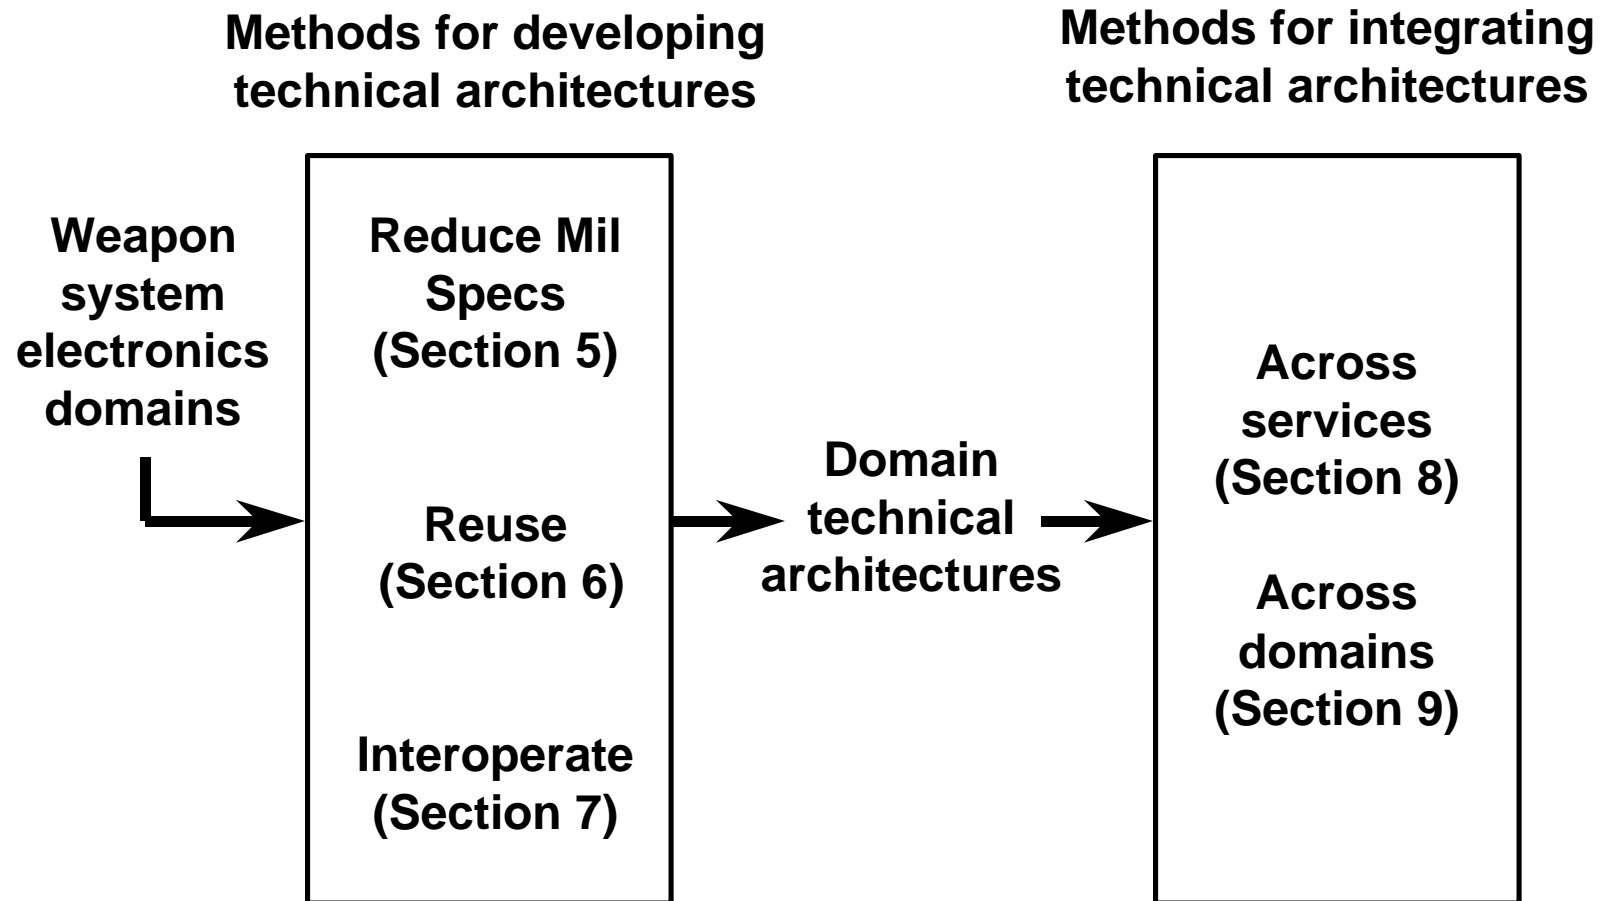 Methods for developing
technical architectures
Methods for integrating
technical architectures
Weapon
system
electronics
domains
Reduce Mil
Specs
(Section 5)
Reuse
(Section 6)
Interoperate
(Section 7)
Domain
technical
architectures
Across
services
(Section 8)
Across
domains
(Section 9)